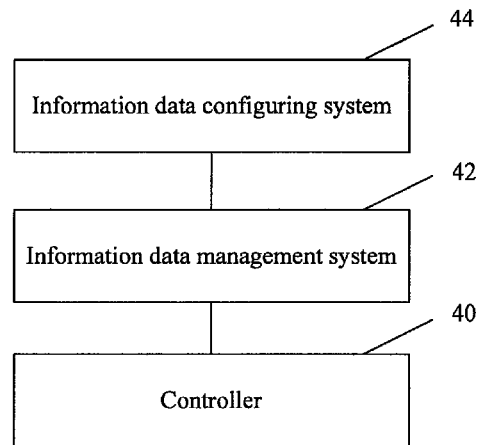 44
Information data configuring system
42
Information data management system
40
Controller